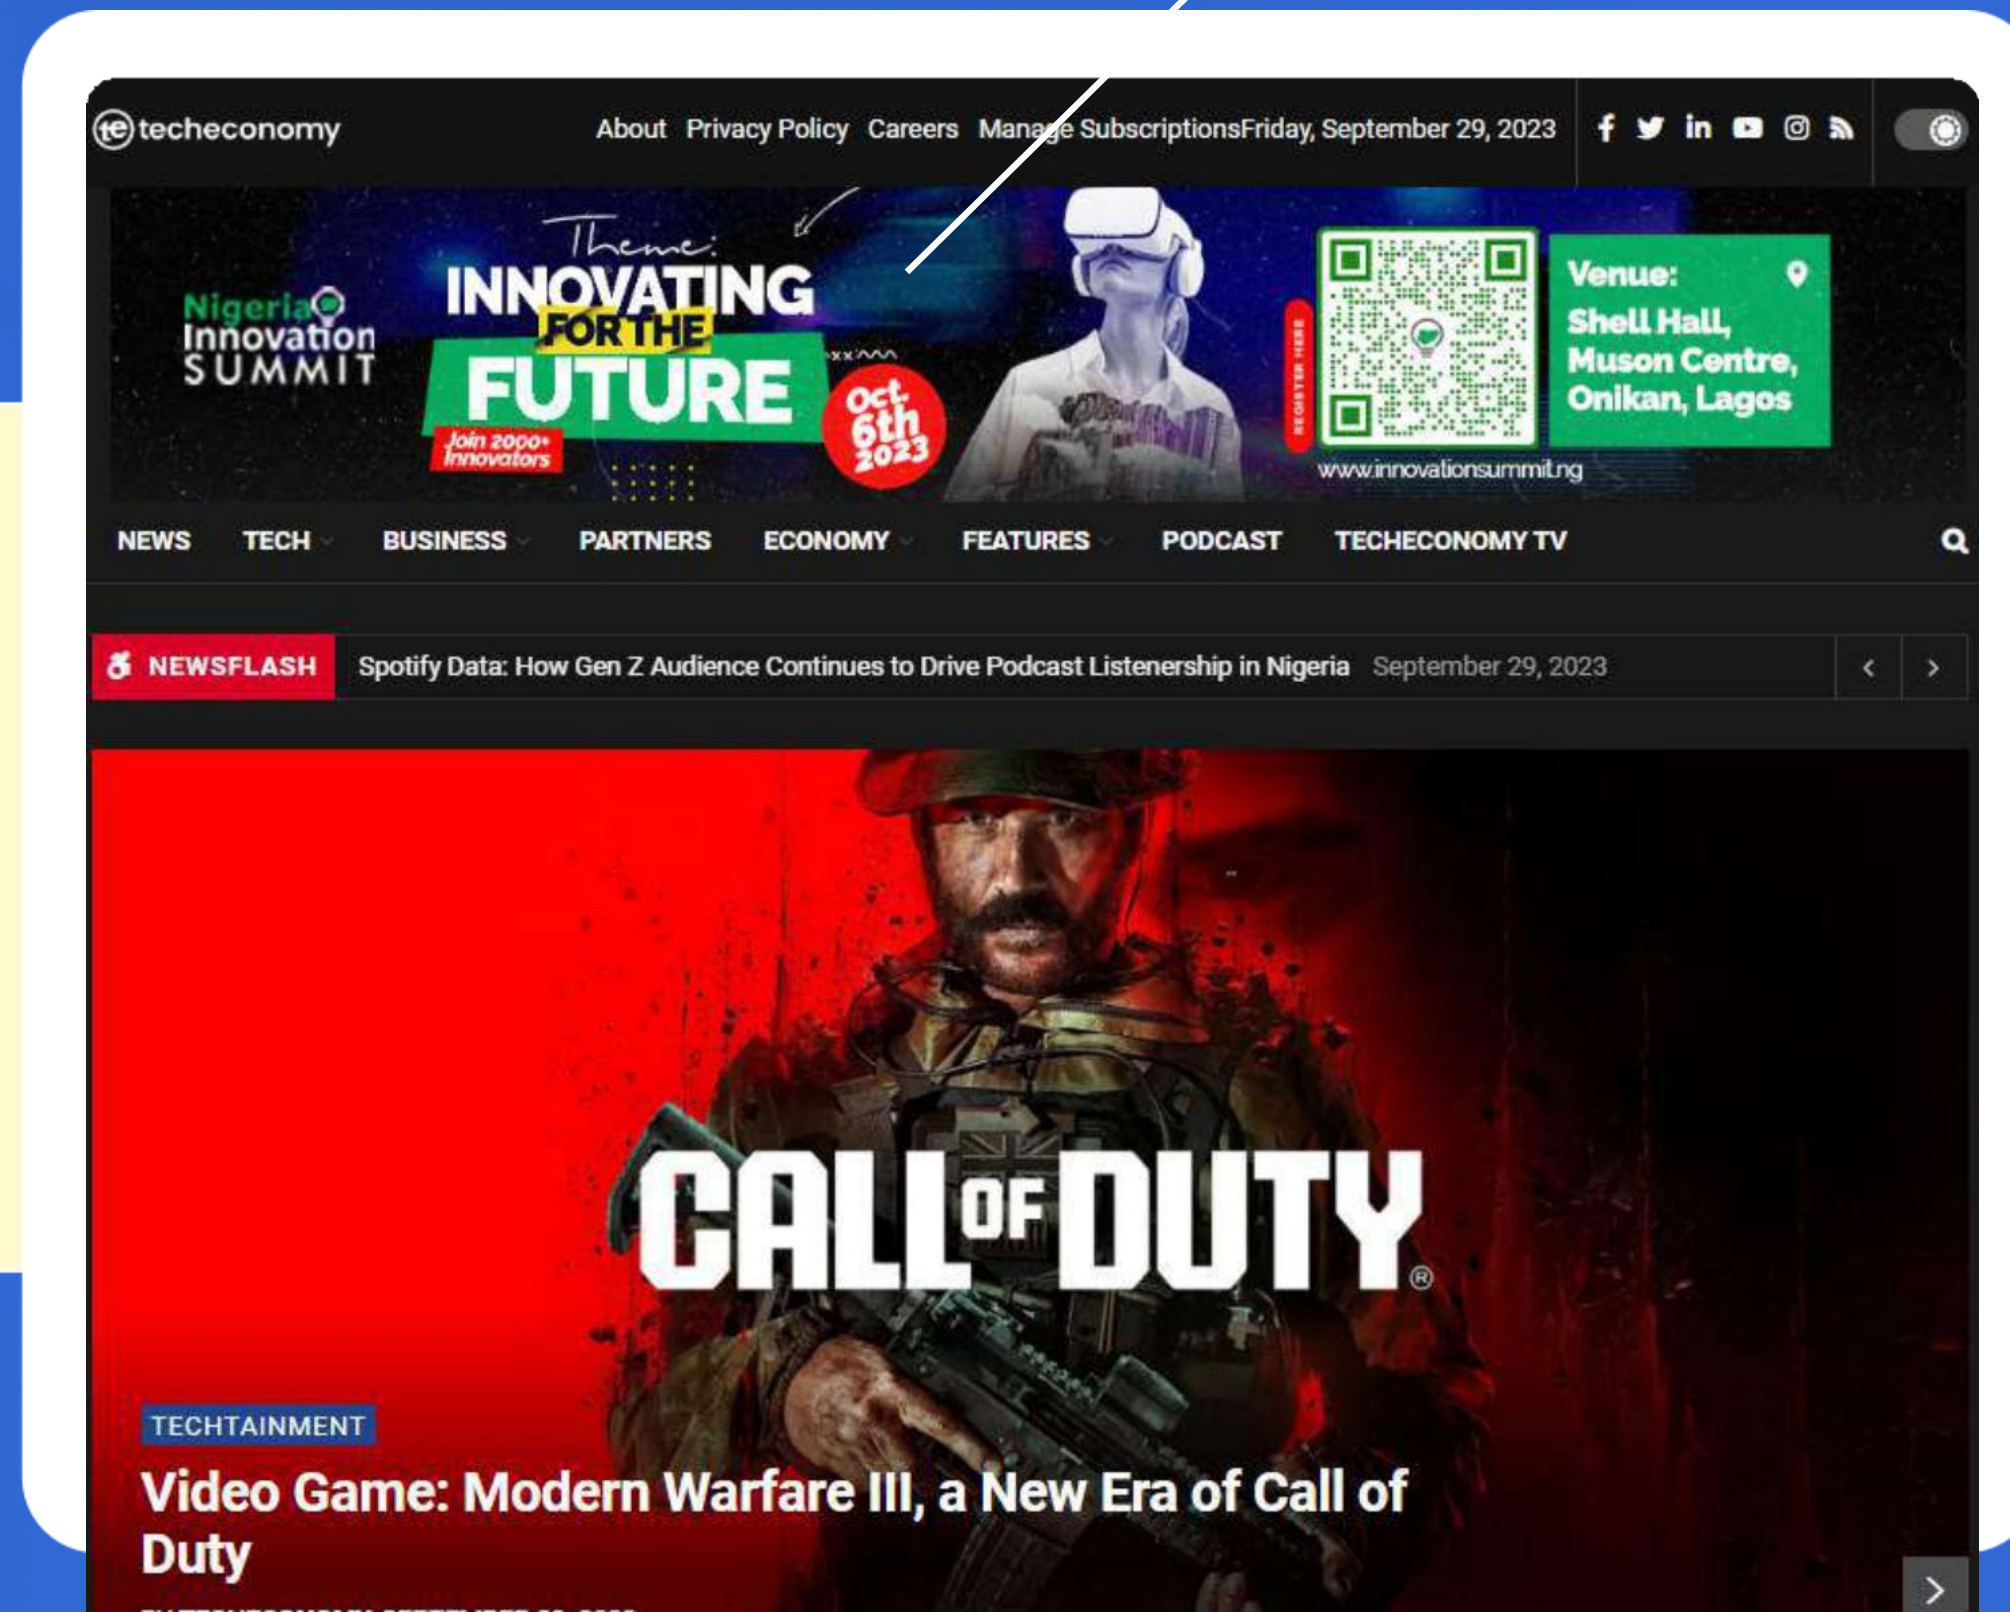 te techeconomy
About Privacy Policy Careers Manage Subscriptions Friday, September 29, 2023
Nigeria
Innovation
SUMMIT
Theme:
INNOVATING
FOR THE
FUTURE
Join 2000+
Innovators
Oct.
6th
2023
REGISTER HERE
www.innovationsummit.ng
Venue:
Shell Hall,
Muson Centre,
Onikan, Lagos
NEWS TECH BUSINESS PARTNERS ECONOMY FEATURES PODCAST TECHECONOMY TV
NEWSFLASH Spotify Data: How Gen Z Audience Continues to Drive Podcast Listenership in Nigeria September 29, 2023
CALL OF DUTY®
TECHTAINMENT
Video Game: Modern Warfare III, a New Era of Call of
Duty